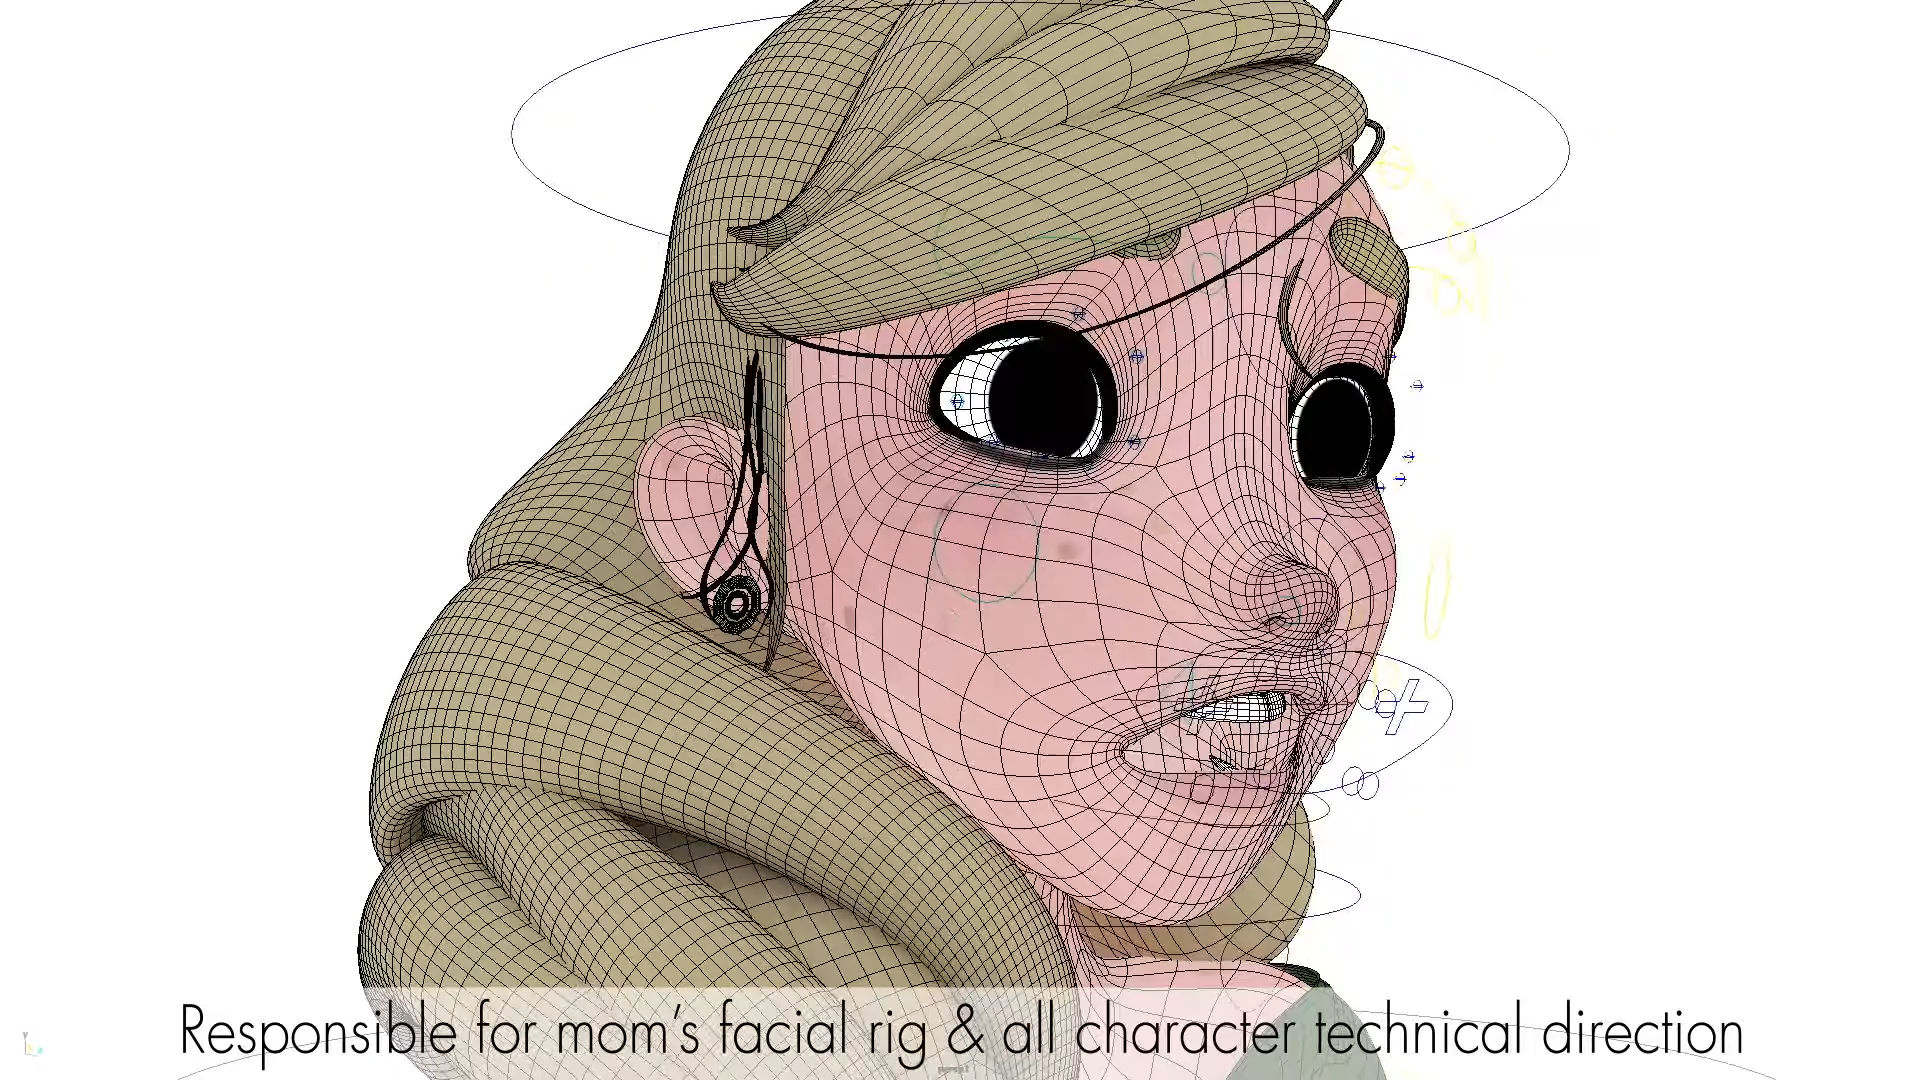 Responsible for mom’s facial rig & all character technical direction